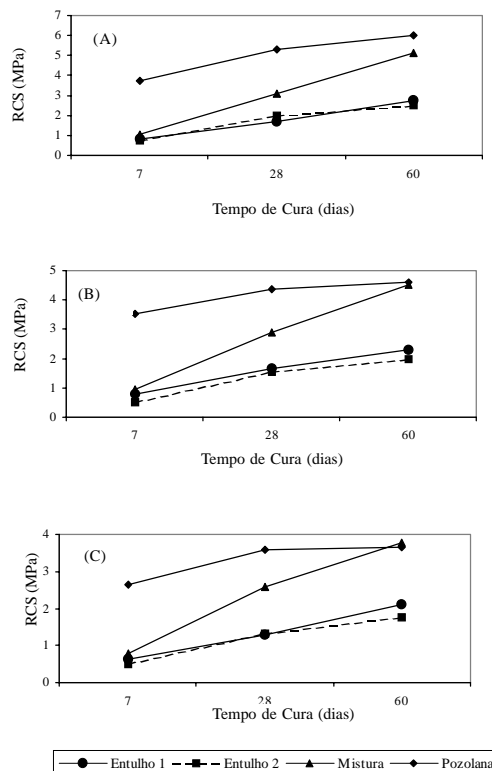 (A)
7
6
5
4
3
2
1
0
RCS (MPa)
7 28 60
Tempo de Cura (dias)
(B)
5
4
3
2
1
0
RCS (MPa)
7 28 60
Tempo de Cura (dias)
(C)
4
3
2
1
0
RCS (MPa)
7 28 60
Tempo de Cura (dias)
Entulho 1 Entulho 2 Mistura Pozolana